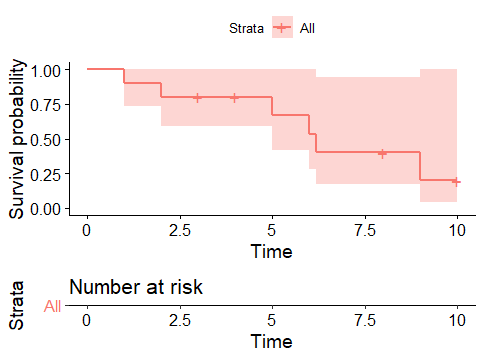 Strata All
Survival probability
1.00
0.75
0.50
0.25
0.00
0 2.5 5 7.5 10
Time
Number at risk
Strata
All
0 2.5 5 7.5 10
Time